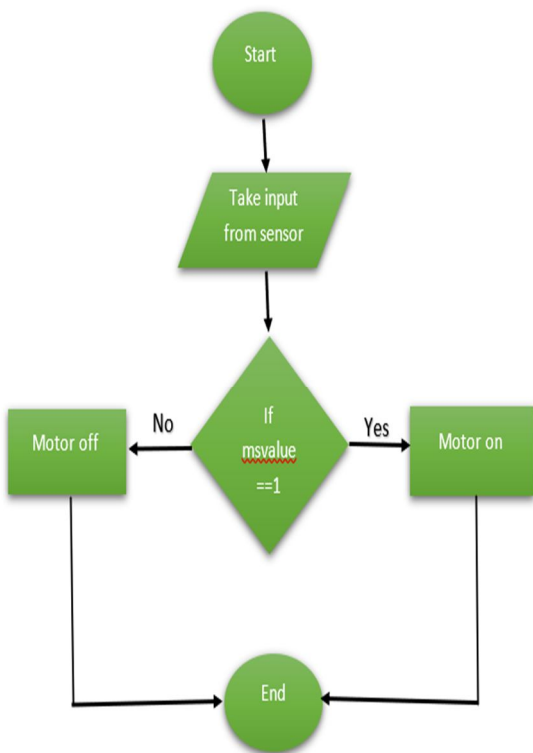 Start
Take input
from sensor
If
msvalue
==1
No
Yes
Motor off
Motor on
End